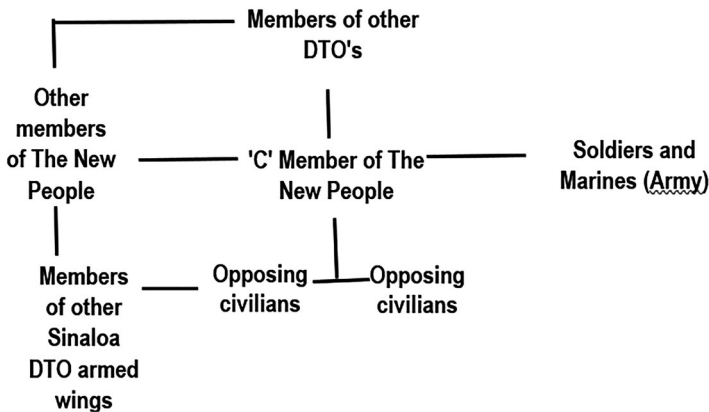 Members of other
DTO's
Other
members
of The New
People
'C' Member of The
New People
Soldiers and
Marines (Army)
Members
of other
Sinaloa
DTO armed
wings
Opposing
civilians
Opposing
civilians